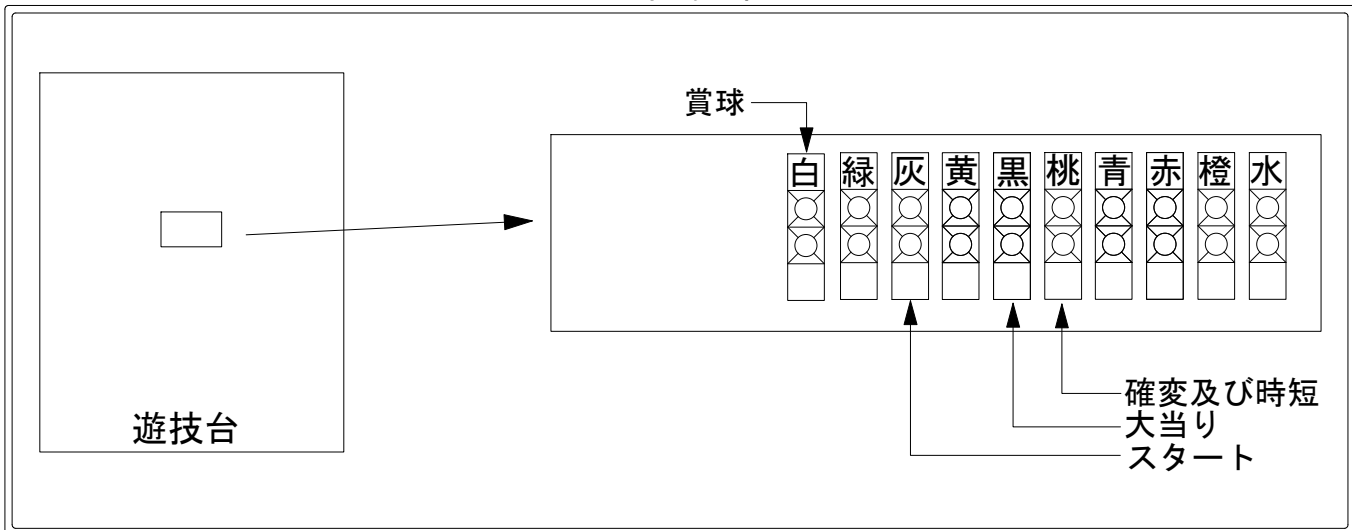 賞球
白 緑 灰 黄 黒 桃 青 赤 橙 水
確変及び時短
大当り
スタート
遊技台